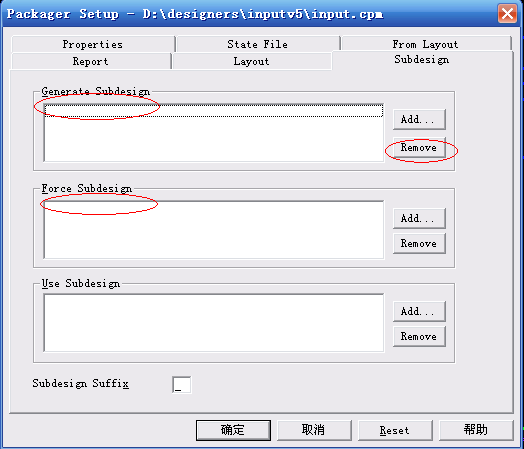 Packager Setup - D:\designers\inputv5\input.cpm
Properties State File From Layout
Report Layout Subdesign
Generate Subdesign
Add...
Remove
Force Subdesign
Add...
Remove
Use Subdesign
Add...
Remove
Subdesign Suffix _
确定 取消 Reset 帮助